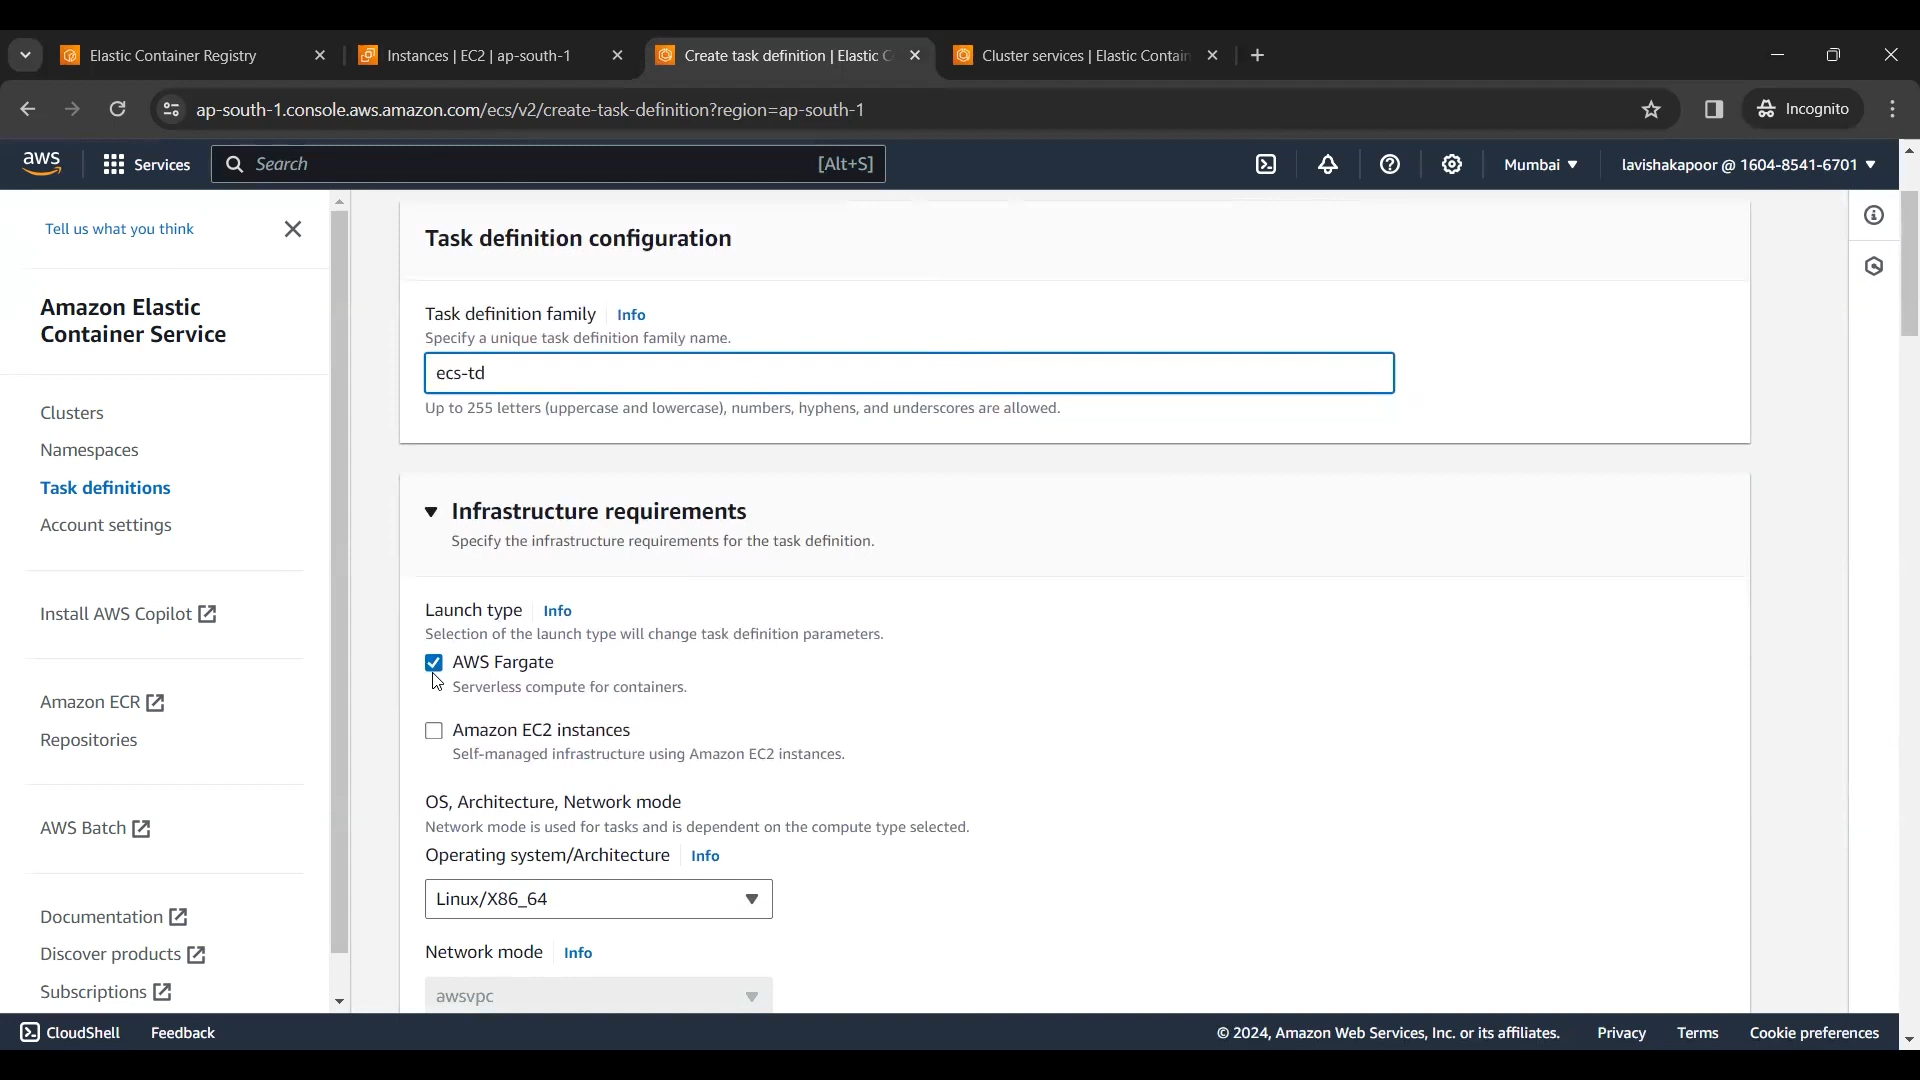 Elastic Container Registry
Instances | EC2 | ap-south-1
Create task definition | Elastic C
Cluster services | Elastic Contain
ap-south-1.console.aws.amazon.com/ecs/v2/create-task-definition?region=ap-south-1
Incognito
aws
Services
Search
[Alt+S]
Mumbai
lavishakapoor @ 1604-8541-6701
Tell us what you think
Amazon Elastic
Container Service
Clusters
Namespaces
Task definitions
Account settings
Install AWS Copilot
Amazon ECR
Repositories
AWS Batch
Documentation
Discover products
Subscriptions
Task definition configuration
Task definition family Info
Specify a unique task definition family name.
ecs-td
Up to 255 letters (uppercase and lowercase), numbers, hyphens, and underscores are allowed.
Infrastructure requirements
Specify the infrastructure requirements for the task definition.
Launch type Info
Selection of the launch type will change task definition parameters.
AWS Fargate
Serverless compute for containers.
Amazon EC2 instances
Self-managed infrastructure using Amazon EC2 instances.
OS, Architecture, Network mode
Network mode is used for tasks and is dependent on the compute type selected.
Operating system/Architecture Info
Linux/X86_64
Network mode Info
awsvpc
CloudShell
Feedback
© 2024, Amazon Web Services, Inc. or its affiliates.
Privacy
Terms
Cookie preferences